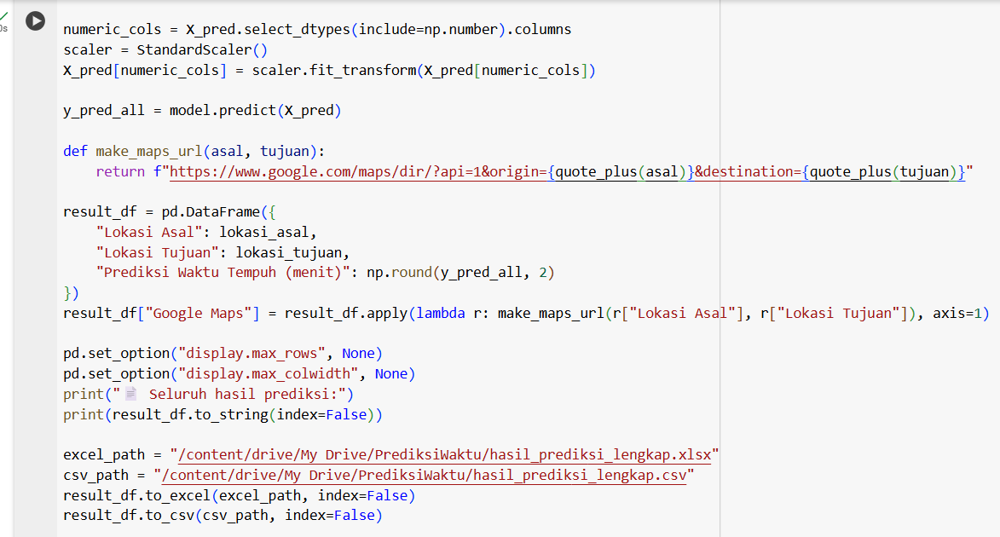 0s
numeric_cols = X_pred.select_dtypes(include=np.number).columns
scaler = StandardScaler()
X_pred[numeric_cols] = scaler.fit_transform(X_pred[numeric_cols])
y_pred_all = model.predict(X_pred)
def make_maps_url(asal, tujuan):
    return f"https://www.google.com/maps/dir/?api=1&origin={quote_plus(asal)}&destination={quote_plus(tujuan)}"
result_df = pd.DataFrame({
    "Lokasi Asal": lokasi_asal,
    "Lokasi Tujuan": lokasi_tujuan,
    "Prediksi Waktu Tempuh (menit)": np.round(y_pred_all, 2)
})
result_df["Google Maps"] = result_df.apply(lambda r: make_maps_url(r["Lokasi Asal"], r["Lokasi Tujuan"]), axis=1)
pd.set_option("display.max_rows", None)
pd.set_option("display.max_colwidth", None)
print("📄 Seluruh hasil prediksi:")
print(result_df.to_string(index=False))
excel_path = "/content/drive/My Drive/PrediksiWaktu/hasil_prediksi_lengkap.xlsx"
csv_path = "/content/drive/My Drive/PrediksiWaktu/hasil_prediksi_lengkap.csv"
result_df.to_excel(excel_path, index=False)
result_df.to_csv(csv_path, index=False)